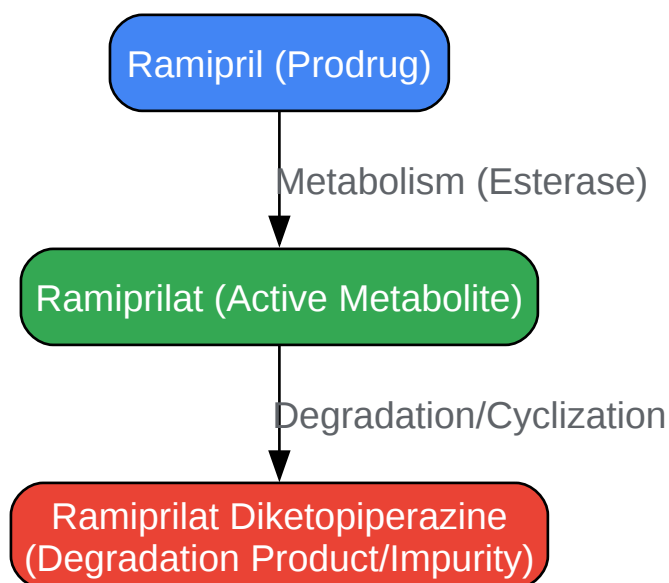 Ramipril (Prodrug)
Metabolism (Esterase)
Ramiprilat (Active Metabolite)
Degradation/Cyclization
Ramiprilat Diketopiperazine
(Degradation Product/Impurity)